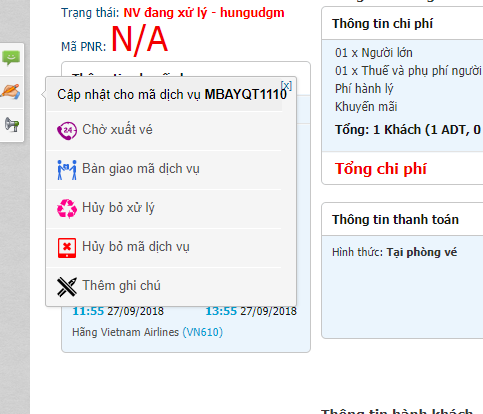 Trạng thái: NV đang xử lý - hungudgm
Mã PNR: N/A
[x]
Cập nhật cho mã dịch vụ MBAYQT1110
24
Chờ xuất vé
Bàn giao mã dịch vụ
Hủy bỏ xử lý
Hủy bỏ mã dịch vụ
Thêm ghi chú
11:55 27/09/2018 13:55 27/09/2018
Hãng Vietnam Airlines (VN610)
Thông tin chi phí
01 x Người lớn
01 x Thuế và phụ phí người
Phí hành lý
Khuyến mãi
Tổng: 1 Khách (1 ADT, 0
Tổng chi phí
Thông tin thanh toán
Hình thức: Tại phòng vé
Thông tin hành khách